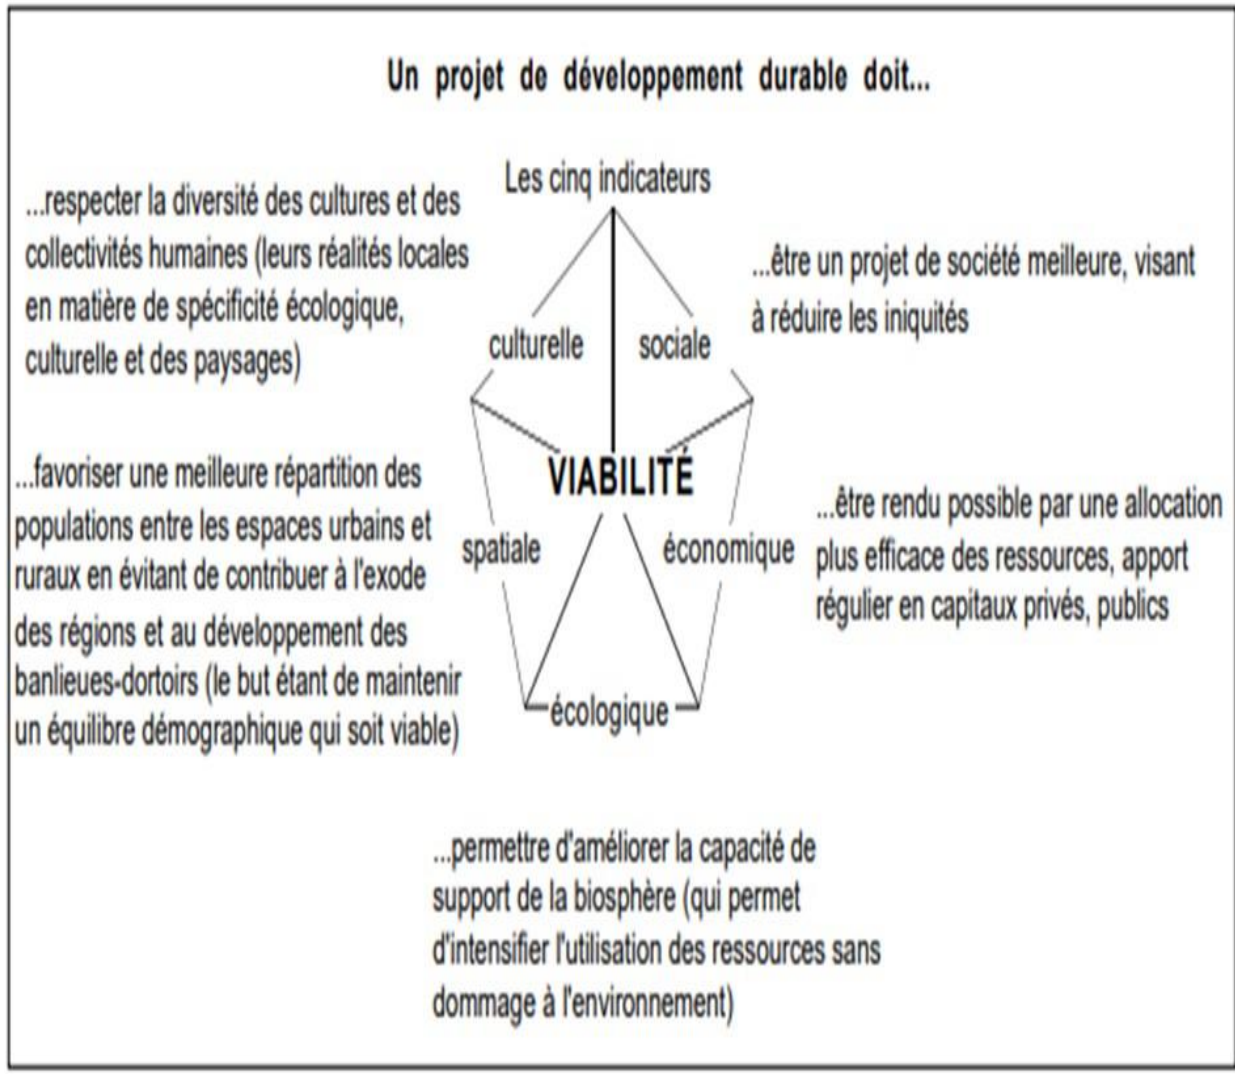 Un projet de développement durable doit...
Les cinq indicateurs
...respecter la diversité des cultures et des
collectivités humaines (leurs réalités locales
en matière de spécificité écologique,
culturelle et des paysages)
...être un projet de société meilleure, visant
à réduire les iniquités
culturelle
sociale
VIABILITÉ
...favoriser une meilleure répartition des
populations entre les espaces urbains et
ruraux en évitant de contribuer à l'exode
des régions et au développement des
banlieues-dortoirs (le but étant de maintenir
un équilibre démographique qui soit viable)
spatiale
économique
...être rendu possible par une allocation
plus efficace des ressources, apport
régulier en capitaux privés, publics
écologique
...permettre d'améliorer la capacité de
support de la biosphère (qui permet
d'intensifier l'utilisation des ressources sans
dommage à l'environnement)